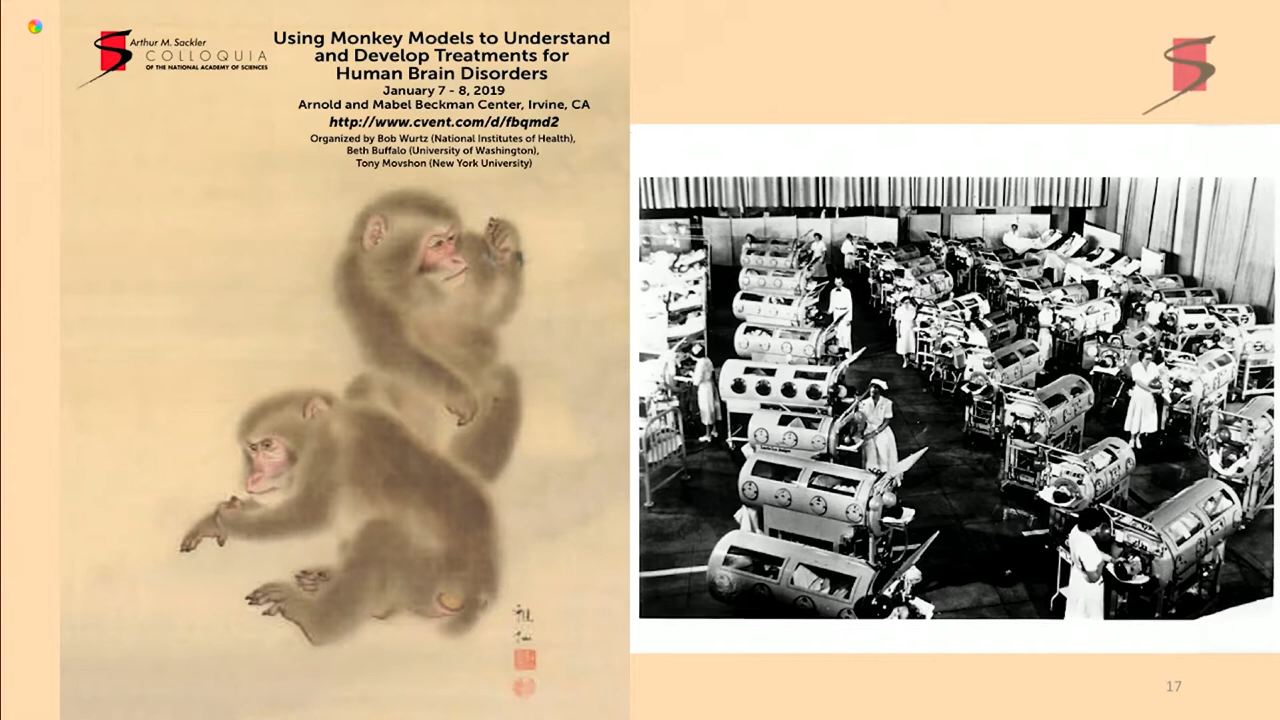 Arthur M. Sackler
COLLOQUIA
OF THE NATIONAL ACADEMY OF SCIENCES
Using Monkey Models to Understand
and Develop Treatments for
Human Brain Disorders
January 7 - 8, 2019
Arnold and Mabel Beckman Center, Irvine, CA
http://www.cvent.com/d/fbqmd2
Organized by Bob Wurtz (National Institutes of Health),
Beth Buffalo (University of Washington),
Tony Movshon (New York University)
17